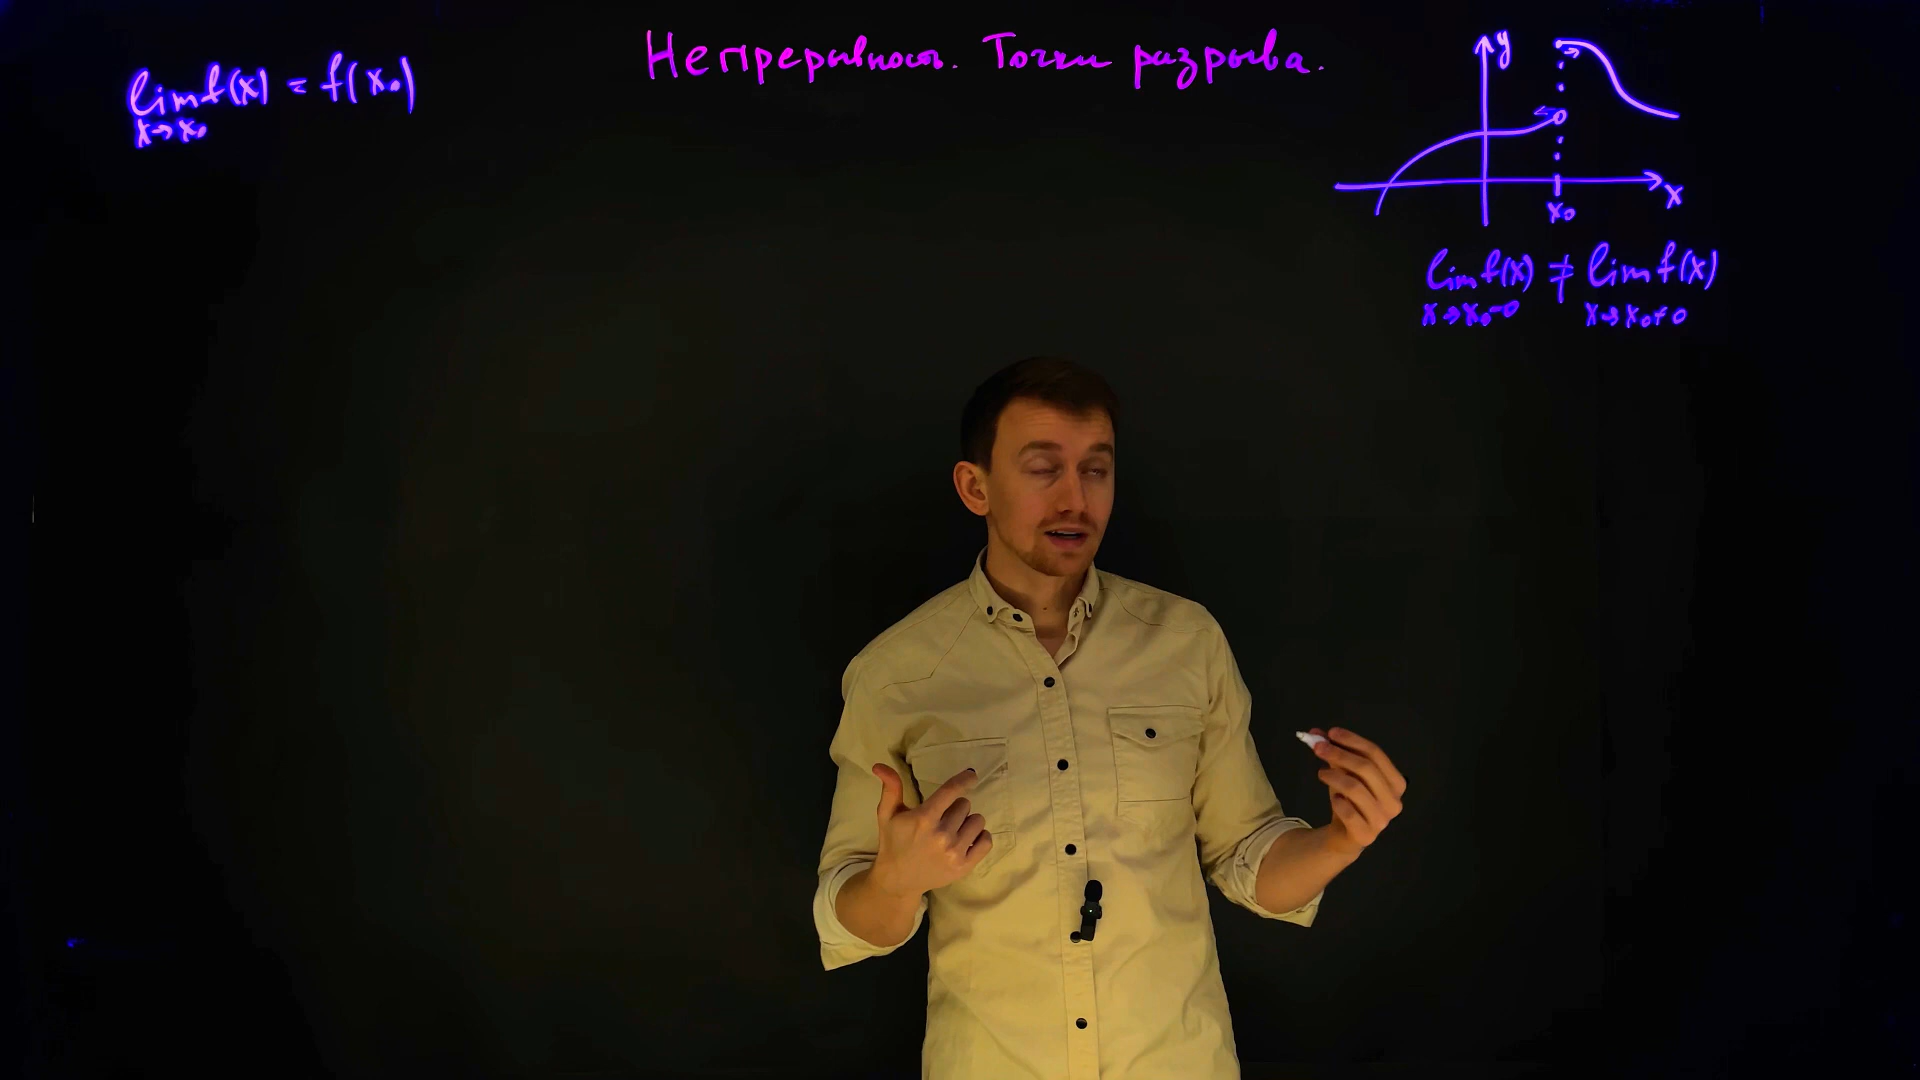 Непрерывность. Точки разрыва.
lim f(x) = f(x₀)
x→x₀
y
x
x₀
lim f(x) ≠ lim f(x)
x→x₀-0 x→x₀+0